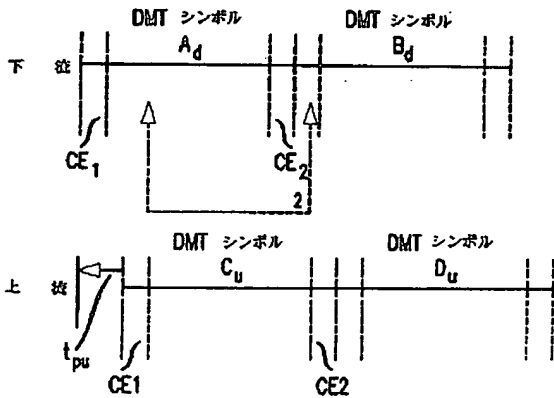 DMT シンボル
DMT シンボル
A_d
B_d
下 流
CE_1
CE_2
2
DMT シンボル
DMT シンボル
C_u
D_u
上 流
t_pu
CE1
CE2